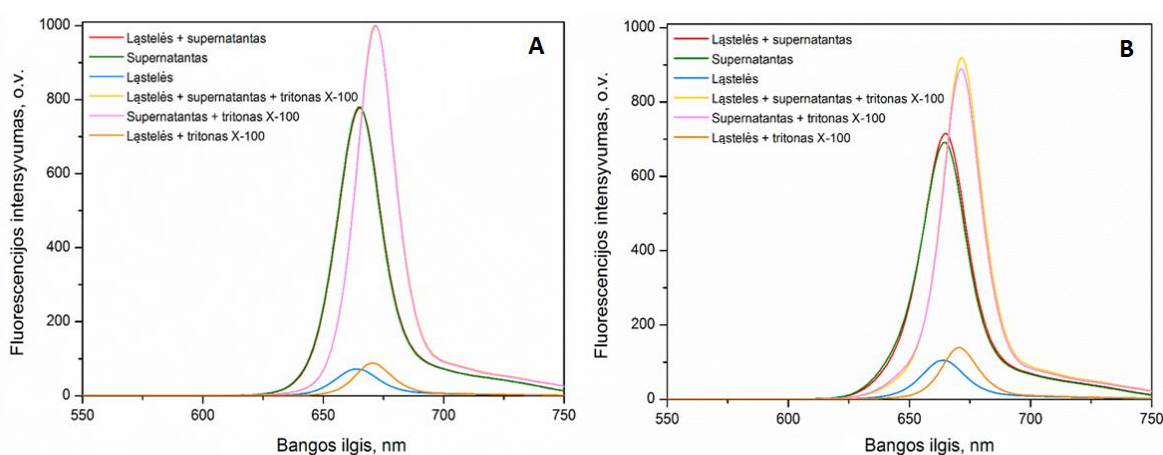 A
Ląstelės + supernatantas
Supernatantas
Ląstelės
Ląstelės + supernatantas + tritonas X-100
Supernatantas + tritonas X-100
Ląstelės + tritonas X-100
Fluorescencijos intensyvumas, o.v.
1000
800
600
400
200
0
550
600
650
700
750
Bangos ilgis, nm
B
Ląstelės + supernatantas
Supernatantas
Ląstelės
Ląsteles + supernatantas + tritonas X-100
Supernatantas + tritonas X-100
Ląstelės + tritonas X-100
Fluorescencijos intensyvumas, o.v.
1000
800
600
400
200
0
550
600
650
700
750
Bangos ilgis, nm